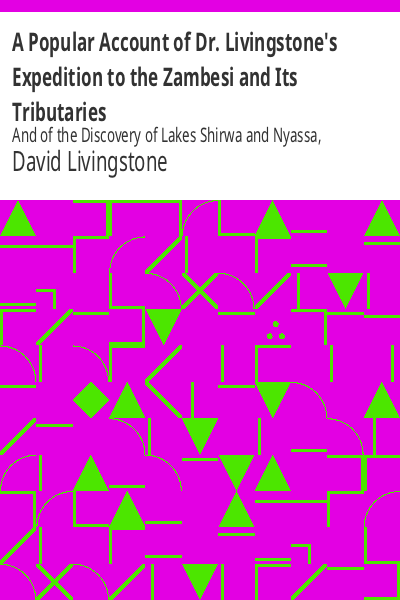 A Popular Account of Dr. Livingstone's
Expedition to the Zambesi and Its
Tributaries
And of the Discovery of Lakes Shirwa and Nyassa,
David Livingstone